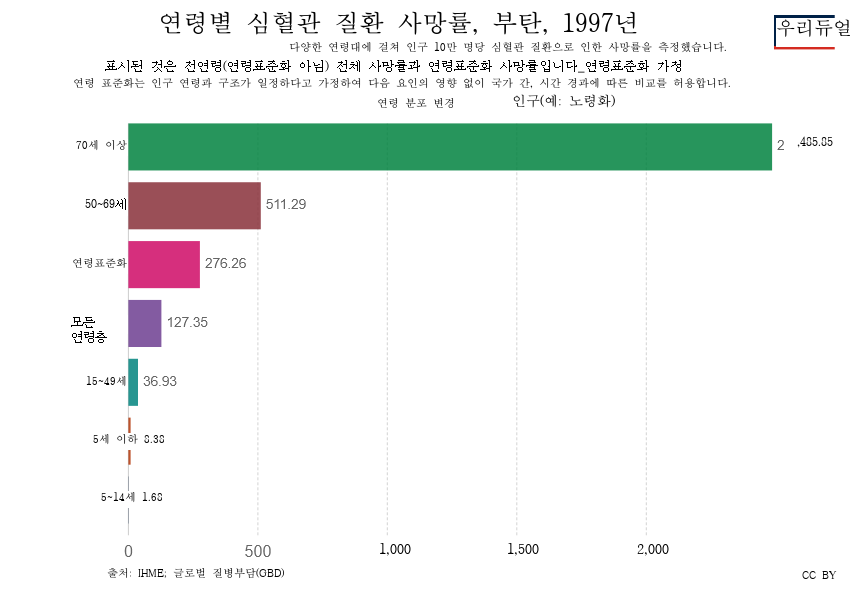 연령별 심혈관 질환 사망률, 부탄, 1997년
우리듀얼
다양한 연령대에 걸쳐 인구 10만 명당 심혈관 질환으로 인한 사망률을 측정했습니다.
표시된 것은 전연령(연령표준화 아님) 전체 사망률과 연령표준화 사망률입니다_연령표준화 가정
연령 표준화는 인구 연령과 구조가 일정하다고 가정하여 다음 요인의 영향 없이 국가 간, 시간 경과에 따른 비교를 허용합니다.
연령 분포 변경 인구(예: 노령화)
70세 이상 2 ,485.85
50~69세 511.29
연령표준화 276.26
모든
연령층 127.35
15~49세 36.93
5세 이하 8.38
5~14세 1.68
0 500 1,000 1,500 2,000
출처: IHME; 글로벌 질병부담(GBD)
CC BY